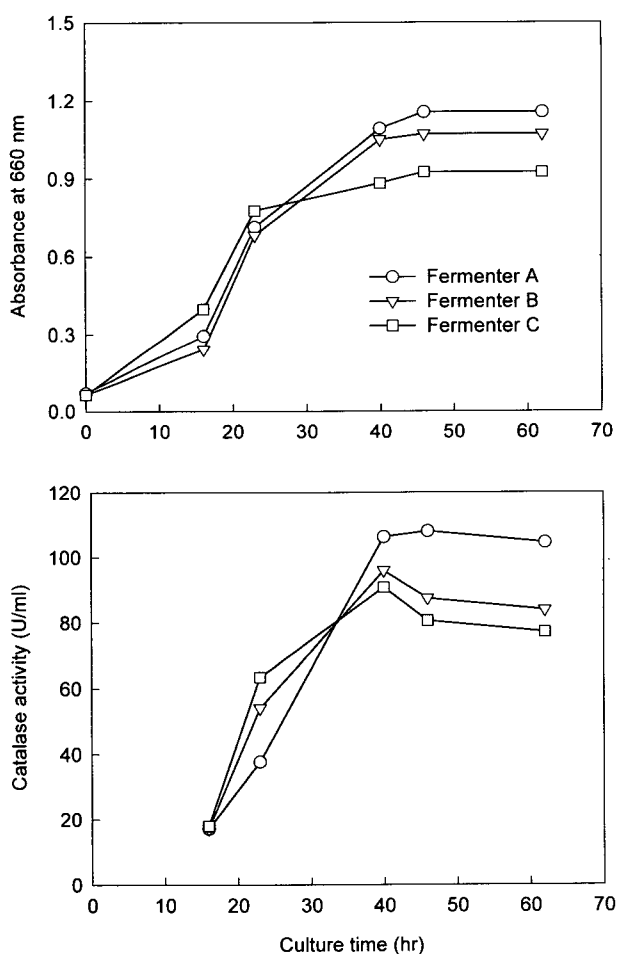 1.5
1.2
0.9
0.6
0.3
0.0
Absorbance at 660 nm
Fermenter A
Fermenter B
Fermenter C
0 10 20 30 40 50 60 70
120
100
80
60
40
20
0
Catalase activity (U/ml)
0 10 20 30 40 50 60 70
Culture time (hr)